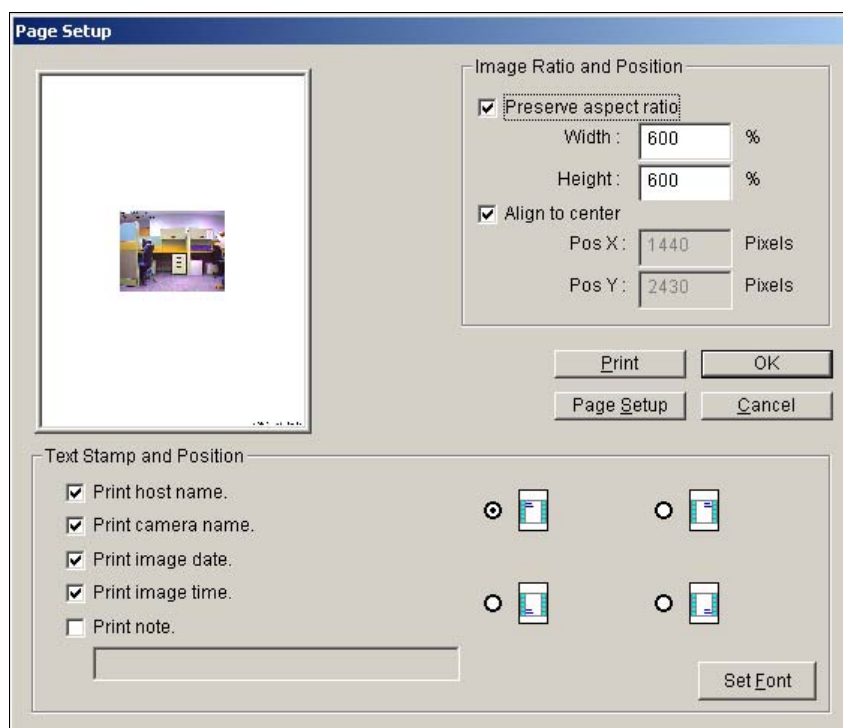 Page Setup
Image Ratio and Position
Preserve aspect ratio
Width : 600 %
Height : 600 %
Align to center
Pos X : 1440 Pixels
Pos Y : 2430 Pixels
Print OK
Page Setup Cancel
Text Stamp and Position
Print host name.
Print camera name.
Print image date.
Print image time.
Print note.
Set Font